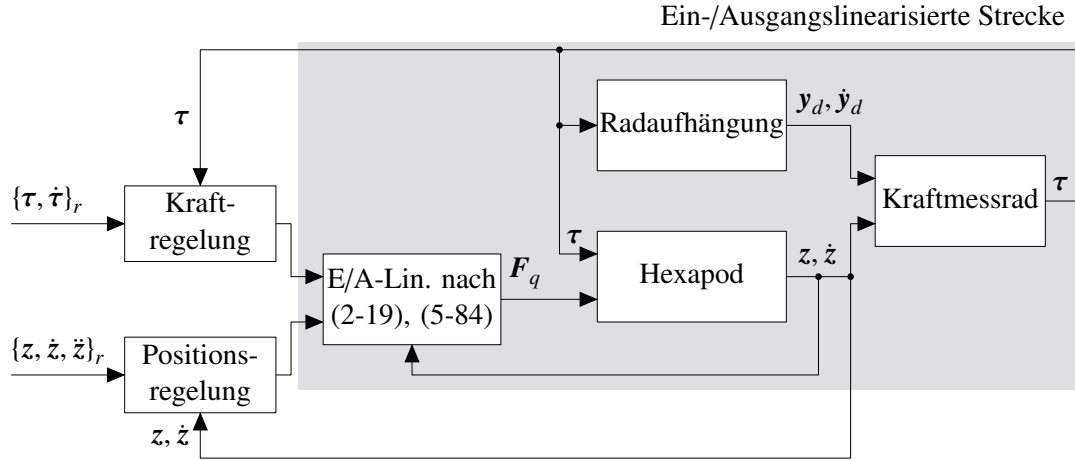 Ein-/Ausgangslinearisierte Strecke
τ
Radaufhängung
y_d, ẏ_d
{τ, τ̇}_r
Kraft-
regelung
Kraftmessrad
τ
τ
E/A-Lin. nach
(2-19), (5-84)
F_q
Hexapod
z, ż
{z, ż, z̈}_r
Positions-
regelung
z, ż